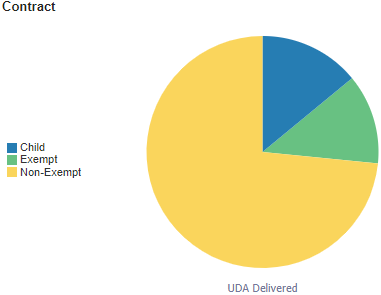 Contract
Child
Exempt
Non-Exempt
UDA Delivered